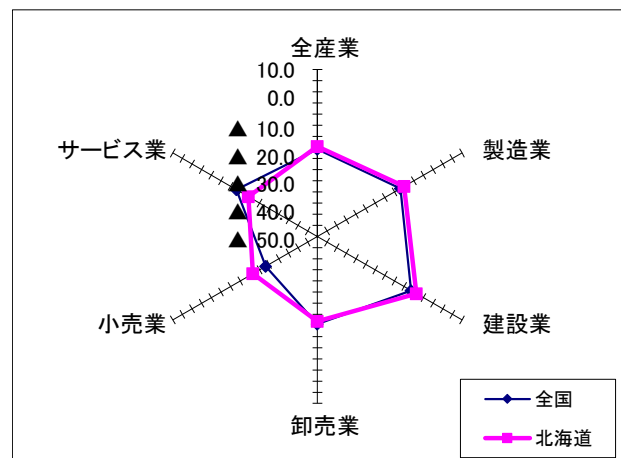 全産業
10.0
0.0
▲ 10.0
▲ 20.0
▲ 30.0
▲ 40.0
▲ 50.0
サービス業
製造業
小売業
建設業
卸売業
全国
北海道